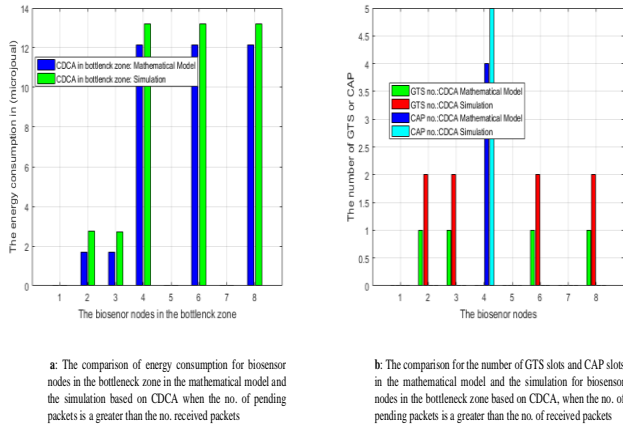 The energy consumption in (microjoual)
14
12
10
8
6
4
2
0
CDCA in bottlenck zone: Mathematical Model
CDCA in bottlenck zone: Simulation
1 2 3 4 5 6 7 8
The biosenor nodes in the bottlenck zone
The number of GTS or CAP
5
4.5
4
3.5
3
2.5
2
1.5
1
0.5
0
GTS no.:CDCA Mathematical Model
GTS no.:CDCA Simulation
CAP no.:CDCA Mathematical Model
CAP no.:CDCA Simulation
1 2 3 4 5 6 7 8
The biosenor nodes
a: The comparison of energy consumption for biosensor
nodes in the bottleneck zone in the mathematical model and
the simulation based on CDCA when the no. of pending
packets is a greater than the no. received packets
b: The comparison for the number of GTS slots and CAP slots
in the mathematical model and the simulation for biosensor
nodes in the bottleneck zone based on CDCA, when the no. of
pending packets is a greater than the no. of received packets